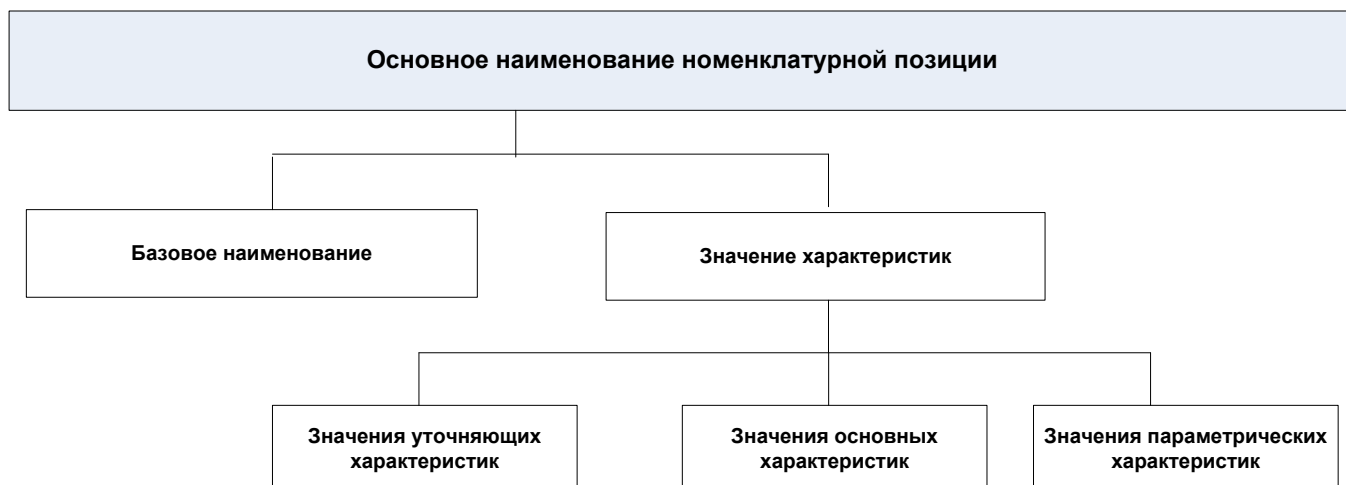 Основное наименование номенклатурной позиции
Базовое наименование
Значение характеристик
Значения уточняющих
характеристик
Значения основных
характеристик
Значения параметрических
характеристик